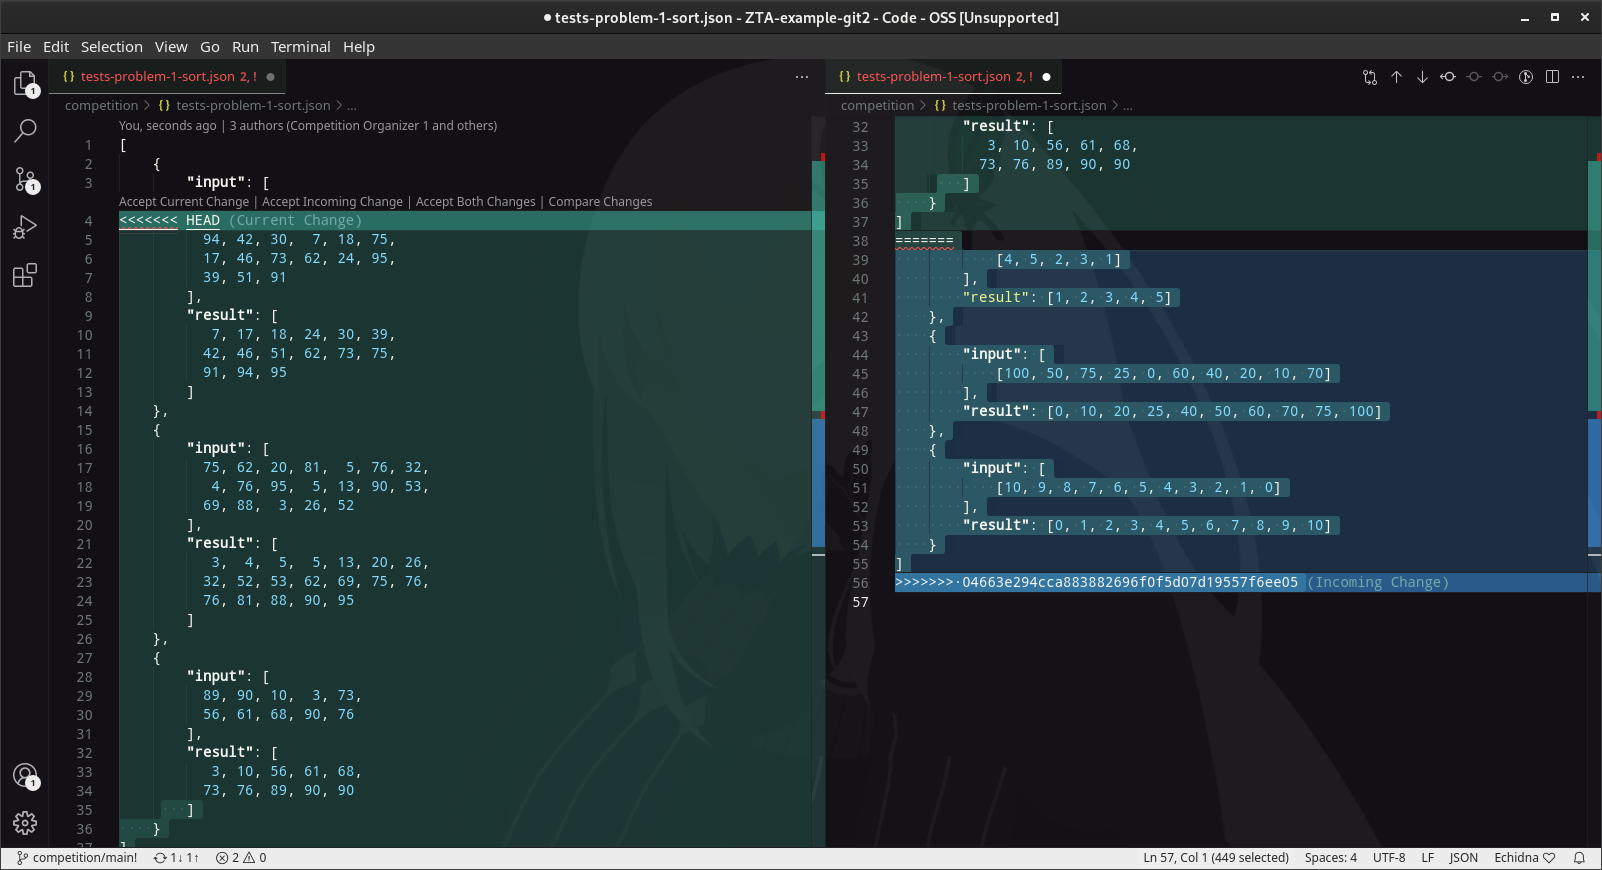 ● tests-problem-1-sort.json - ZTA-example-git2 - Code - OSS [Unsupported]
File Edit Selection View Go Run Terminal Help
{} tests-problem-1-sort.json 2, ! ●
competition > {} tests-problem-1-sort.json > ...
You, seconds ago | 3 authors (Competition Organizer 1 and others)
1 [
2 {
3 "input": [
Accept Current Change | Accept Incoming Change | Accept Both Changes | Compare Changes
4 <<<<<<< HEAD (Current Change)
5 94, 42, 30, 7, 18, 75,
6 17, 46, 73, 62, 24, 95,
7 39, 51, 91
8 ],
9 "result": [
10 7, 17, 18, 24, 30, 39,
11 42, 46, 51, 62, 73, 75,
12 91, 94, 95
13 ]
14 },
15 {
16 "input": [
17 75, 62, 20, 81, 5, 76, 32,
18 4, 76, 95, 5, 13, 90, 53,
19 69, 88, 3, 26, 52
20 ],
21 "result": [
22 3, 4, 5, 5, 13, 20, 26,
23 32, 52, 53, 62, 69, 75, 76,
24 76, 81, 88, 90, 95
25 ]
26 },
27 {
28 "input": [
29 89, 90, 10, 3, 73,
30 56, 61, 68, 90, 76
31 ],
32 "result": [
33 3, 10, 56, 61, 68,
34 73, 76, 89, 90, 90
35 ]
36 }
37 ]
{} tests-problem-1-sort.json 2, ! ●
competition > {} tests-problem-1-sort.json > ...
32 "result": [
33 3, 10, 56, 61, 68,
34 73, 76, 89, 90, 90
35 ]
36 }
37 ]
38 =======
39 [4, 5, 2, 3, 1]
40 ],
41 "result": [1, 2, 3, 4, 5]
42 },
43 {
44 "input": [
45 [100, 50, 75, 25, 0, 60, 40, 20, 10, 70]
46 ],
47 "result": [0, 10, 20, 25, 40, 50, 60, 70, 75, 100]
48 },
49 {
50 "input": [
51 [10, 9, 8, 7, 6, 5, 4, 3, 2, 1, 0]
52 ],
53 "result": [0, 1, 2, 3, 4, 5, 6, 7, 8, 9, 10]
54 }
55 ]
56 >>>>>>> 04663e294cca883882696f0f5d07d19557f6ee05 (Incoming Change)
57
1
1
1
competition/main! 1↓ 1↑ 2 0
Ln 57, Col 1 (449 selected) Spaces: 4 UTF-8 LF JSON Echidna ♡